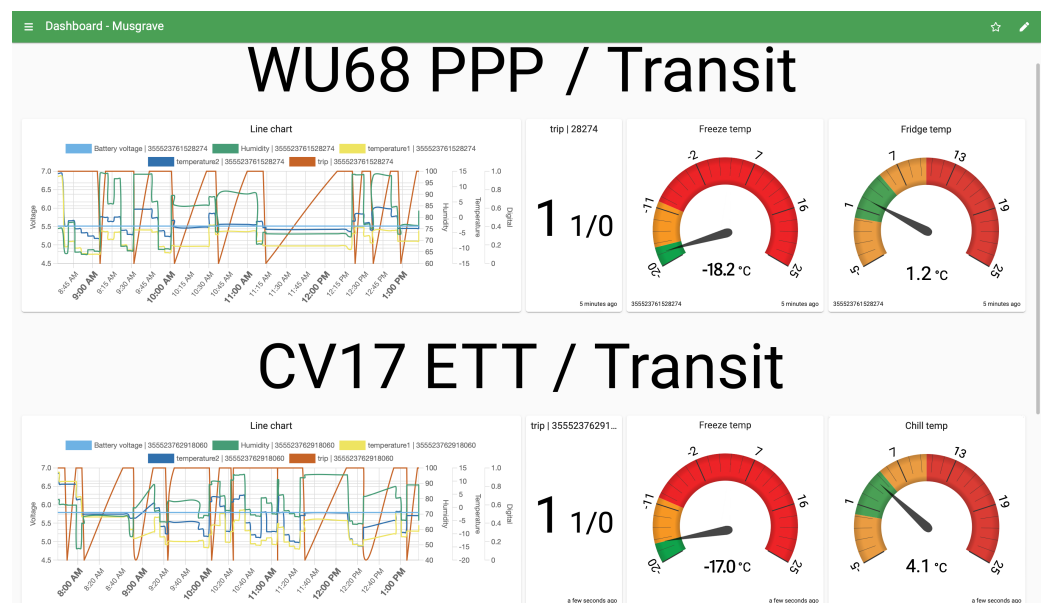 Dashboard - Musgrave
WU68 PPP / Transit
Line chart
Battery voltage | 355523761528274 Humidity | 355523761528274 temperature1 | 355523761528274
temperature2 | 355523761528274 trip | 355523761528274
7.0
6.5
6.0
5.5
5.0
4.5
Voltage
100
95
90
85
80
75
70
65
60
Humidity
15
10
5
0
-5
-10
-15
Temperature
1.0
0.8
0.6
0.4
0.2
0
Digital
8:45 AM 9:00 AM 9:15 AM 9:30 AM 9:45 AM 10:00 AM 10:15 AM 10:30 AM 10:45 AM 11:00 AM 11:15 AM 11:30 AM 11:45 AM 12:00 PM 12:15 PM 12:30 PM 12:45 PM 1:00 PM
trip | 28274
1 1/0
5 minutes ago
Freeze temp
-20 -11 -2 7 16 25
-18.2 °C
355523761528274 5 minutes ago
Fridge temp
-5 1 7 13 19 25
1.2 °C
355523761528274 5 minutes ago
CV17 ETT / Transit
Line chart
Battery voltage | 355523762918060 Humidity | 355523762918060 temperature1 | 355523762918060
temperature2 | 355523762918060 trip | 355523762918060
7.0
6.5
6.0
5.5
5.0
4.5
Voltage
100
90
80
70
60
50
40
Humidity
15
10
5
0
-5
-10
-15
-20
Temperature
1.0
0.8
0.6
0.4
0.2
0
Digital
8:00 AM 8:20 AM 8:40 AM 9:00 AM 9:20 AM 9:40 AM 10:00 AM 10:20 AM 10:40 AM 11:00 AM 11:20 AM 11:40 AM 12:00 PM 12:20 PM 12:40 PM 1:00 PM
trip | 35552376291...
1 1/0
a few seconds ago
Freeze temp
-20 -11 -2 7 16 25
-17.0 °C
a few seconds ago
Chill temp
-5 1 7 13 19 25
4.1 °C
a few seconds ago